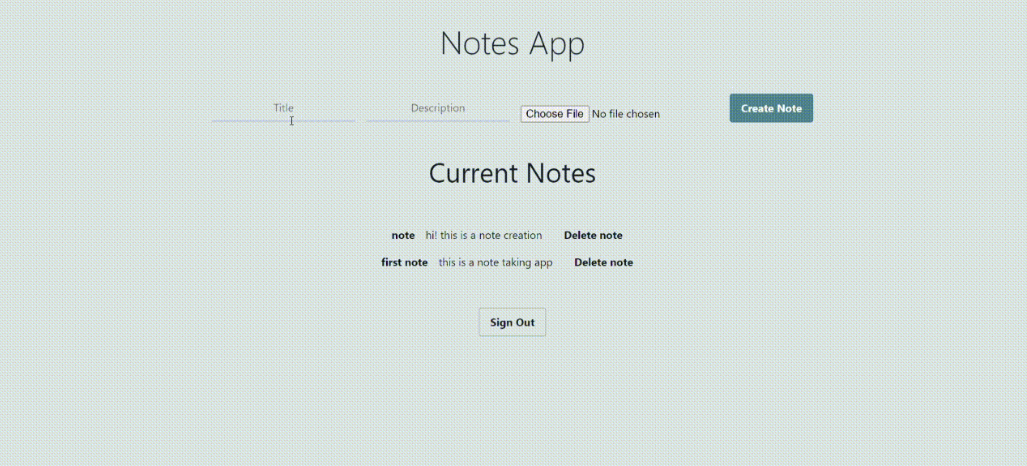 Notes App
Title Description Choose File No file chosen Create Note
Current Notes
note hi! this is a note creation Delete note
first note this is a note taking app Delete note
Sign Out